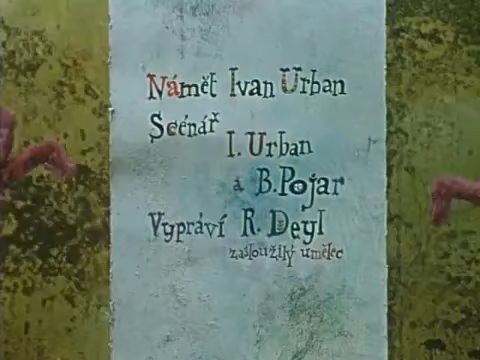 Námět Ivan Urban
Scénář
I. Urban
a B. Pojar
Vypráví R. Deyl
zasloužilý umělec